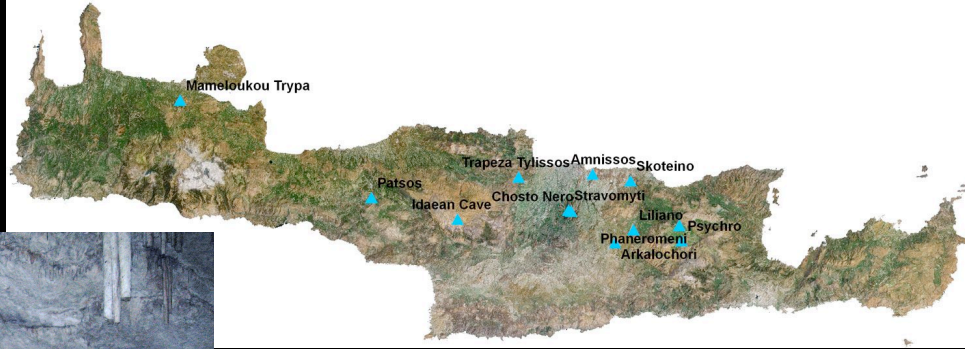 Mameloukou Trypa
Trapeza Tylissos
Amnissos
Skoteino
Patsos
Idaean Cave
Chosto Nero
Stravomyti
Liliano
Psychro
Phaneromeni
Arkalochori